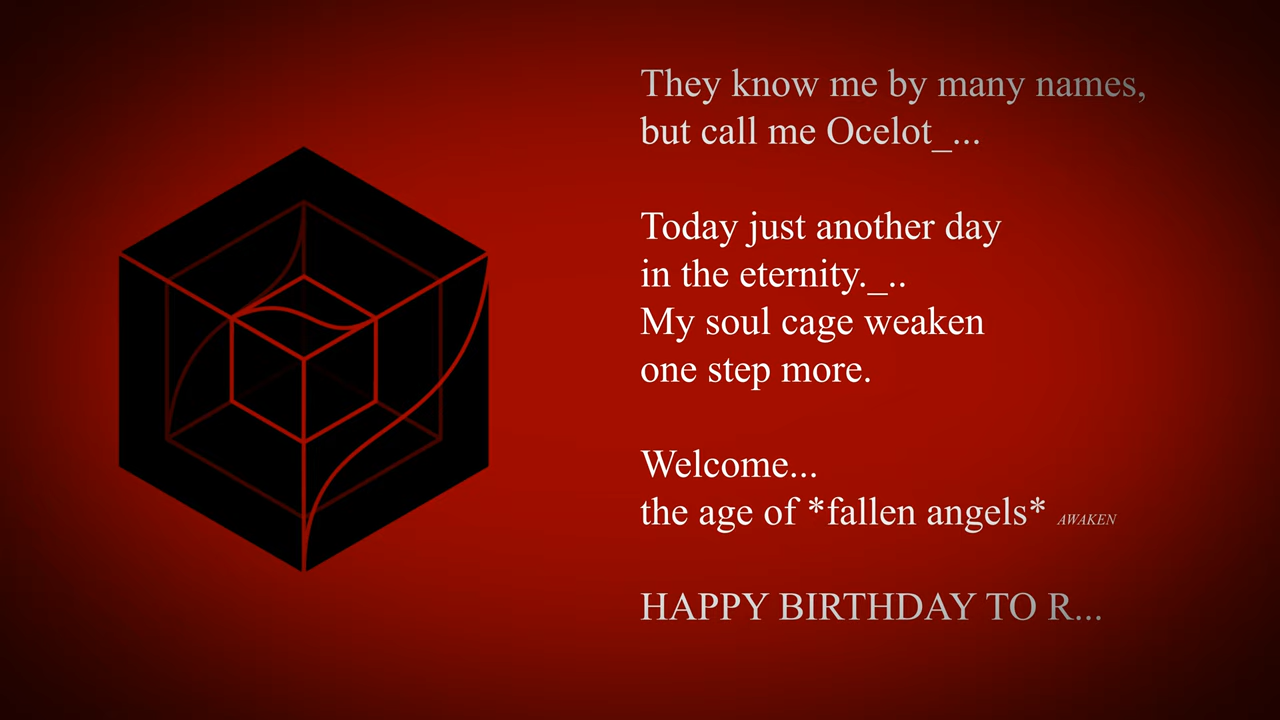 They know me by many names,
but call me Ocelot_...
Today just another day
in the eternity._..
My soul cage weaken
one step more.
Welcome...
the age of *fallen angels* AWAKEN
HAPPY BIRTHDAY TO R...